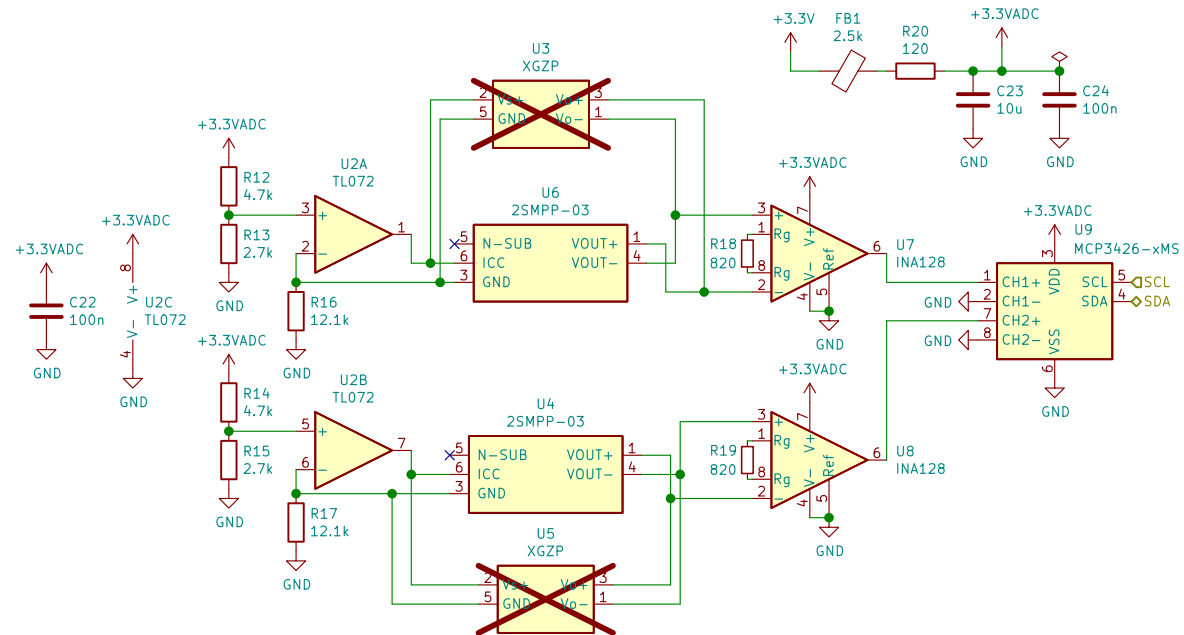 +3.3V
FB1
2.5k
R20
120
+3.3VADC
C23
10u
GND
C24
100n
GND
U3
XGZP
2 Vs+ Vo+ 3
5 GND Vo- 1
+3.3VADC
R12
4.7k
R13
2.7k
GND
U2A
TL072
3 +
2 -
1
R16
12.1k
GND
U6
2SMPP-03
5 N-SUB VOUT+ 1
6 ICC VOUT- 4
3 GND
+3.3VADC
3 +
1 Rg
8 Rg
2 -
7 V+
4 V-
5 Ref
6
R18
820
U7
INA128
GND
+3.3VADC
U9
MCP3426-xMS
3 VDD
1 CH1+ SCL 5 SCL
GND 2 CH1- SDA 4 SDA
7 CH2+
GND 8 CH2-
VSS 6
GND
+3.3VADC
C22
100n
GND
+3.3VADC
8 V+
U2C
TL072
4 V-
GND
+3.3VADC
R14
4.7k
R15
2.7k
GND
U2B
TL072
5 +
6 -
7
R17
12.1k
GND
U4
2SMPP-03
5 N-SUB VOUT+ 1
6 ICC VOUT- 4
3 GND
U5
XGZP
2 Vs+ Vo+ 3
5 GND Vo- 1
+3.3VADC
3 +
1 Rg
8 Rg
2 -
7 V+
4 V-
5 Ref
6
R19
820
U8
INA128
GND